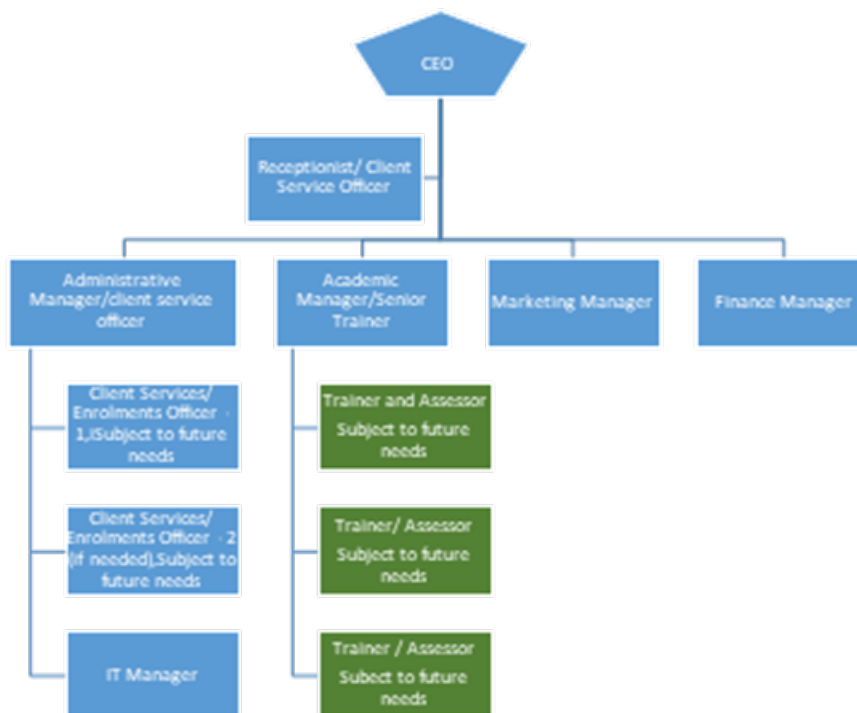 CEO
Receptionist/ Client
Service Officer
Administrative
Manager/client service
officer
Academic
Manager/Senior
Trainer
Marketing Manager
Finance Manager
Client Services/
Enrolments Officer - 
1,ISubject to future
needs
Trainer and Assessor
Subject to future
needs
Client Services/
Enrolments Officer - 2
(if needed),Subject to
future needs
Trainer/ Assessor
Subject to future
needs
IT Manager
Trainer / Assessor
Subect to future
needs